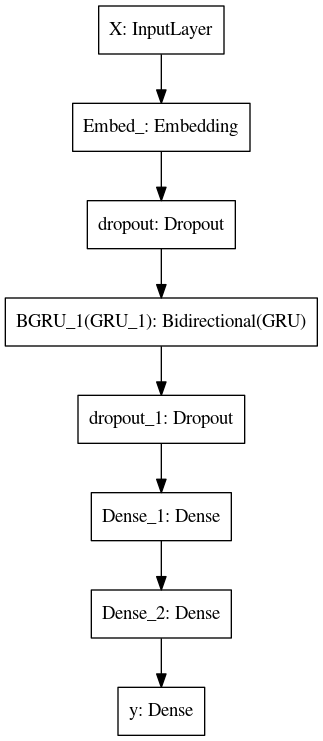 X: InputLayer
Embed_: Embedding
dropout: Dropout
BGRU_1(GRU_1): Bidirectional(GRU)
dropout_1: Dropout
Dense_1: Dense
Dense_2: Dense
y: Dense